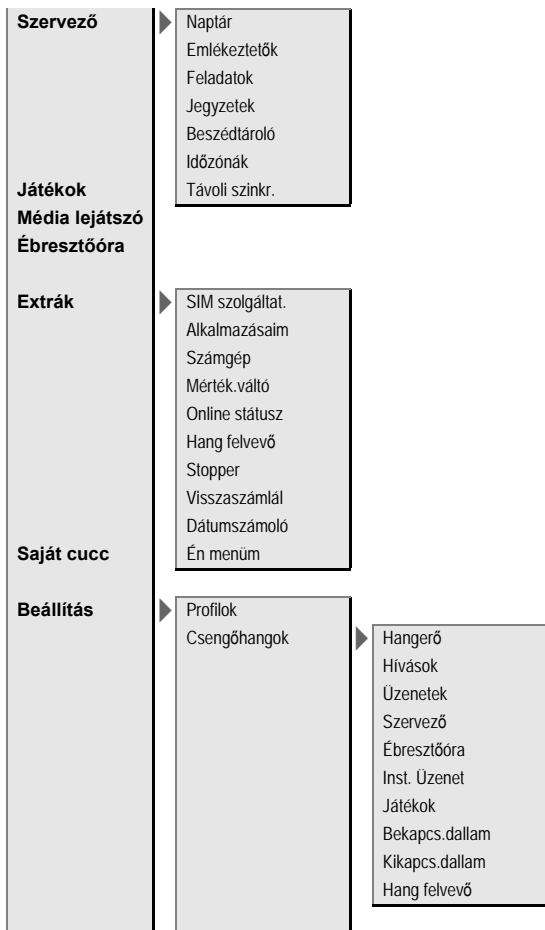 Szervező
Naptár
Emlékeztetők
Feladatok
Jegyzetek
Beszédtároló
Időzónák
Távoli szinkr.
Játékok
Média lejátszó
Ébresztőóra
Extrák
SIM szolgáltat.
Alkalmazásaim
Számgép
Mérték.váltó
Online státusz
Hang felvevő
Stopper
Visszaszámlál
Dátumszámoló
Én menüm
Saját cucc
Beállítás
Profilok
Csengőhangok
Hangerő
Hívások
Üzenetek
Szervező
Ébresztőóra
Inst. Üzenet
Játékok
Bekapcs.dallam
Kikapcs.dallam
Hang felvevő